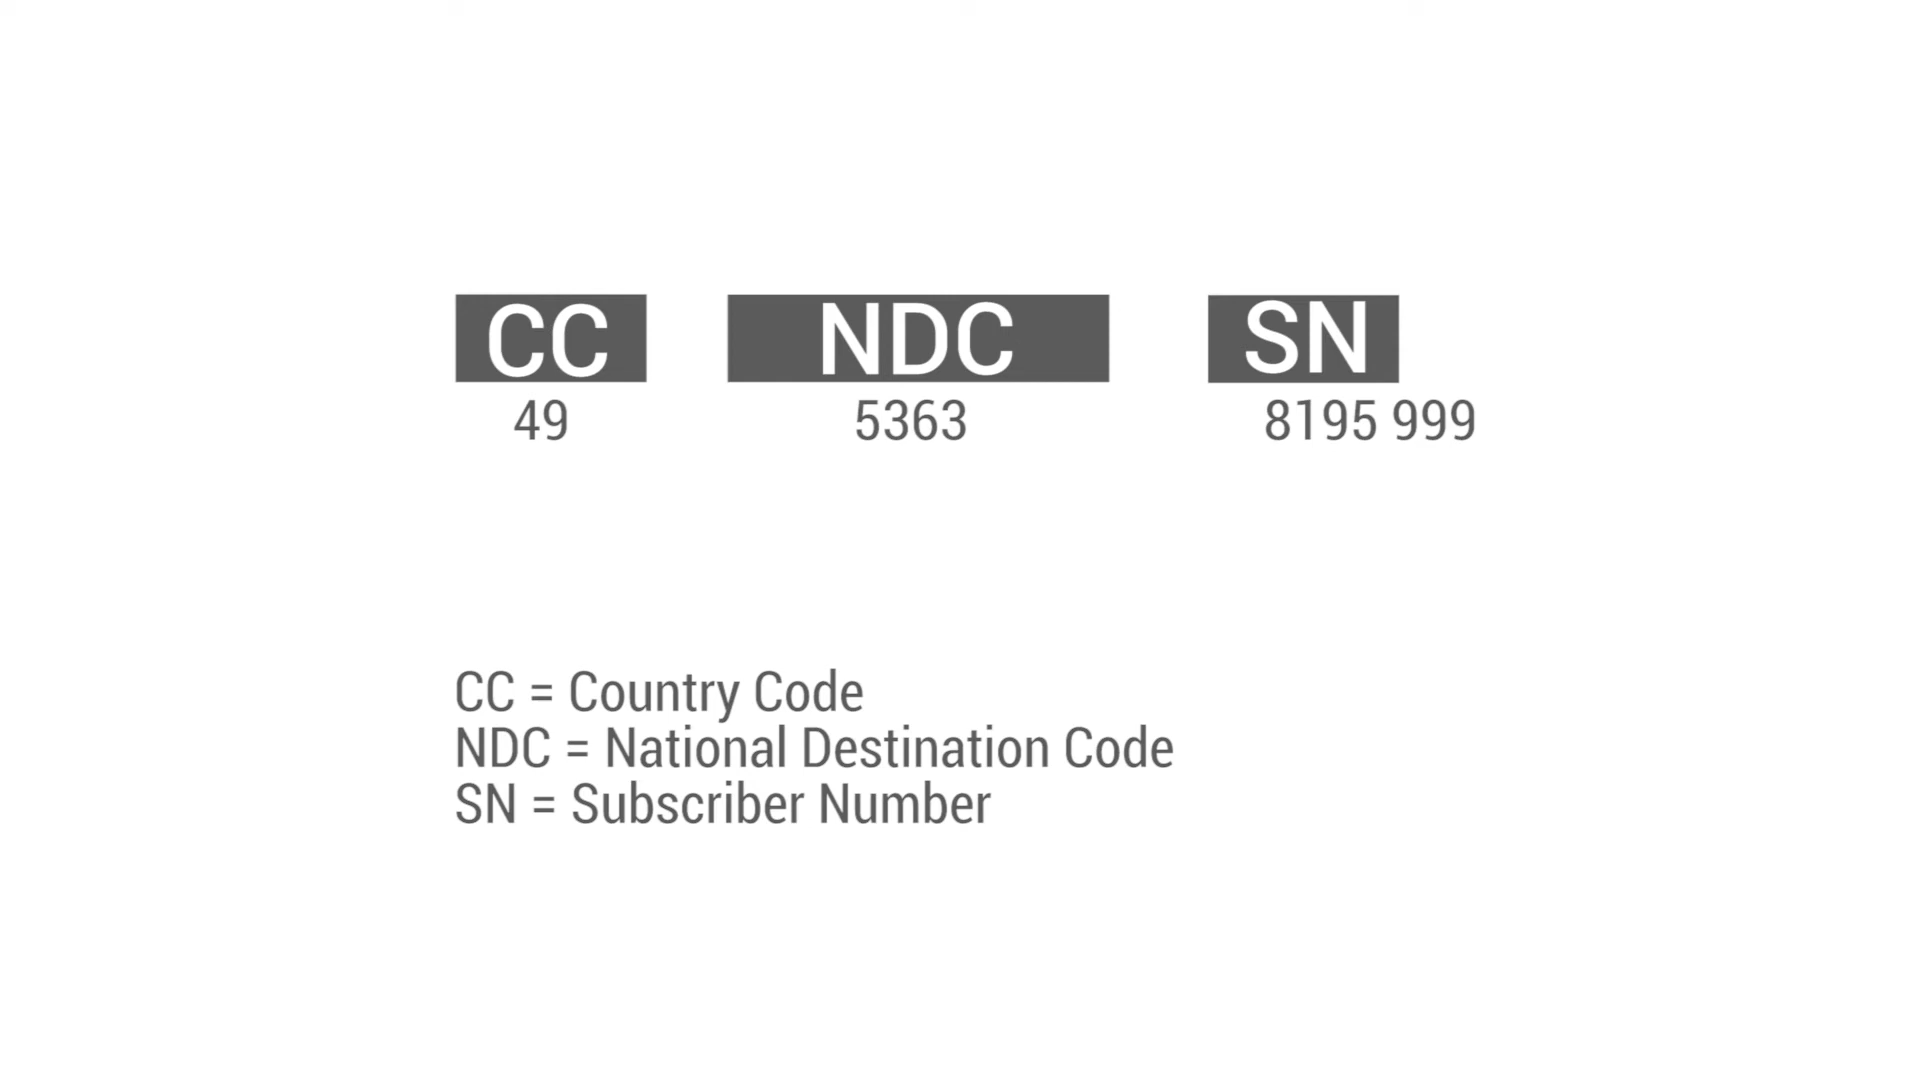 CC NDC SN
49 5363 8195 999
CC = Country Code
NDC = National Destination Code
SN = Subscriber Number